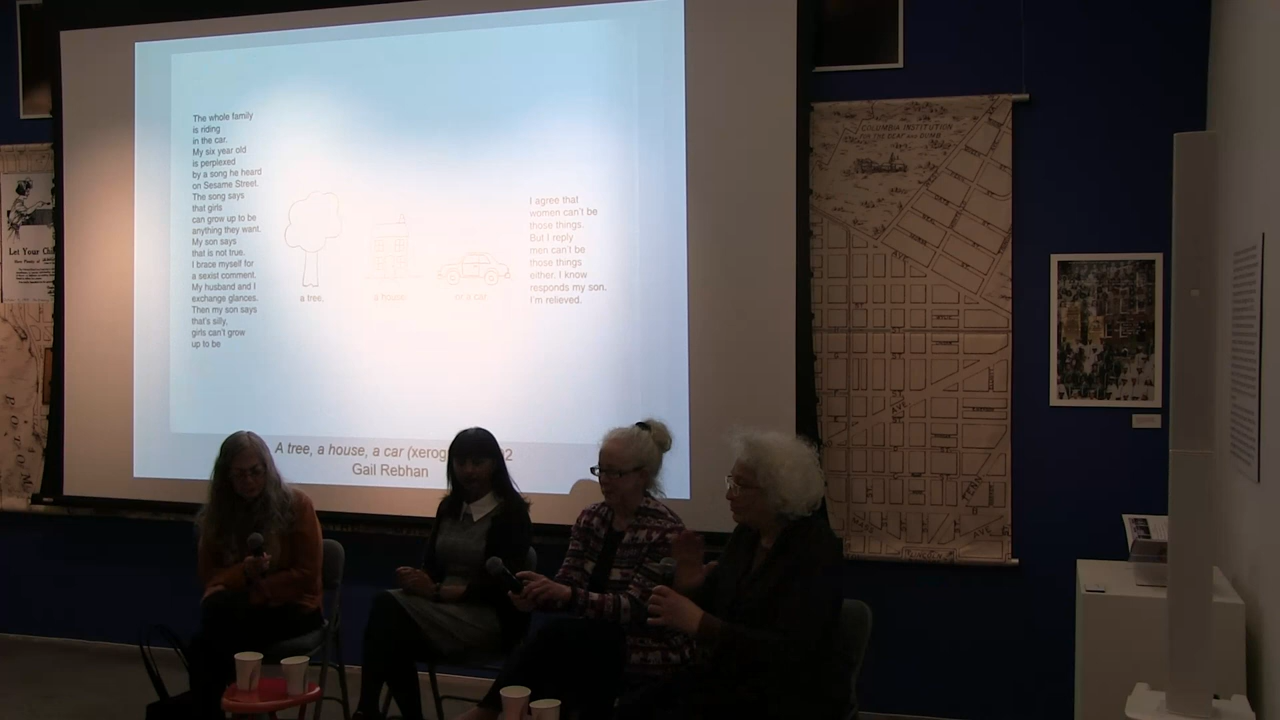 The whole family
is riding
in the car.
My six year old
is perplexed
by a song he heard
on Sesame Street.
The song says
that girls
can grow up to be
anything they want.
My son says
that is not true.
I brace myself for
a sexist comment.
My husband and I
exchange glances.
Then my son says
that's silly,
girls can't grow
up to be
a tree,
a house
or a car
I agree that
women can't be
those things.
But I reply
men can't be
those things
either. I know
responds my son.
I'm relieved.
A tree, a house, a car
Gail Rebhan
Let Your
COLUMBIA INSTITUTION
FOR THE DEAF AND DUMB
AVE
PENN